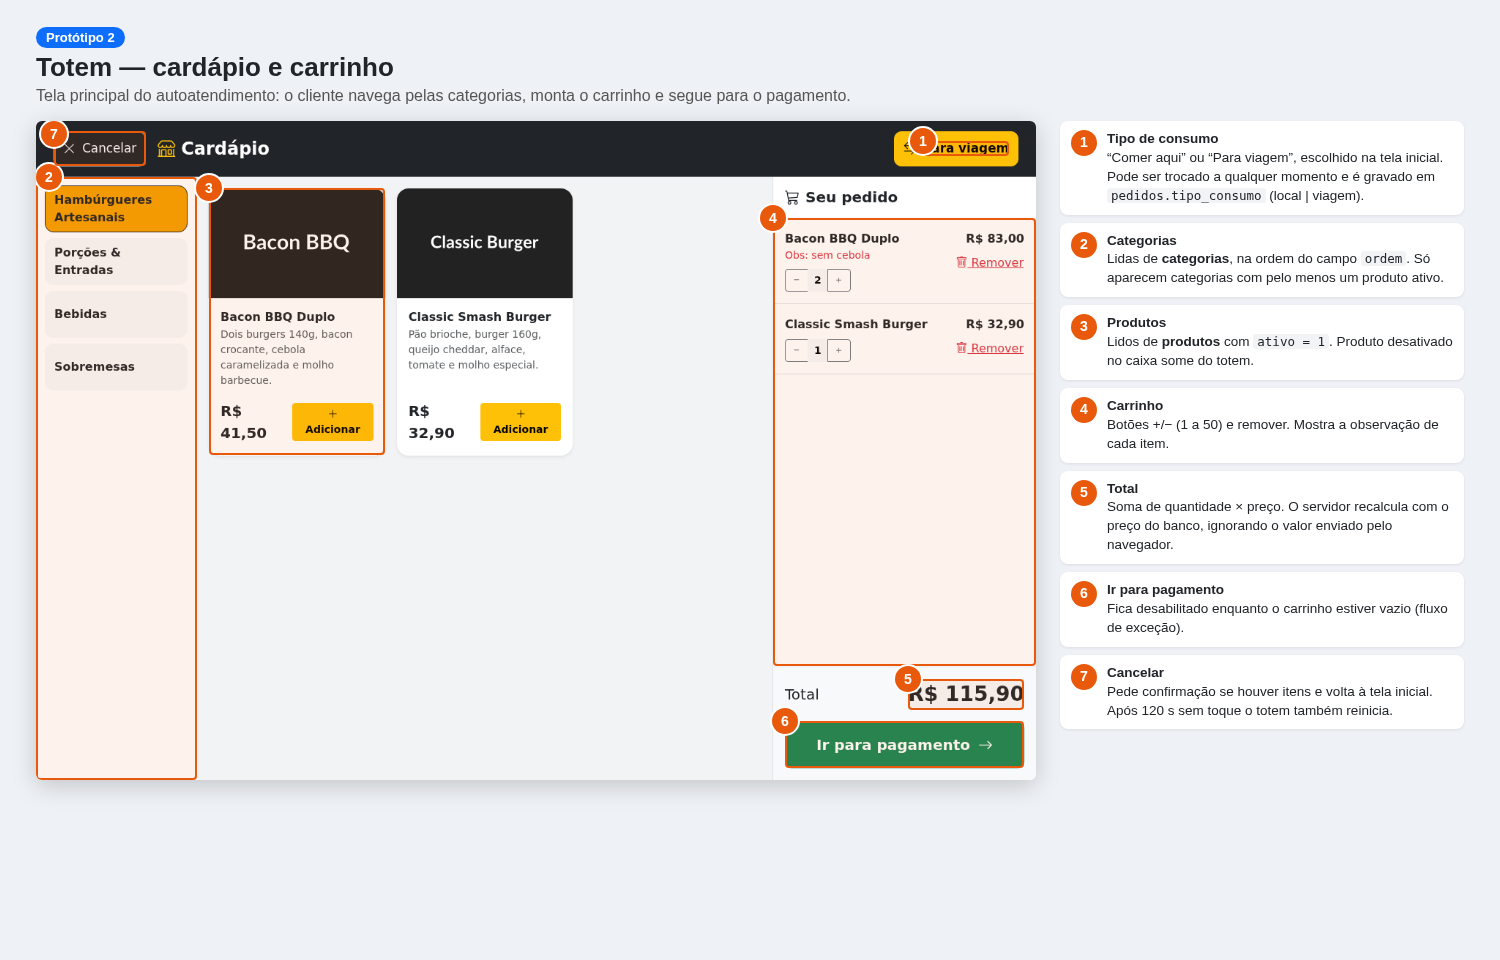 Protótipo 2
Totem — cardápio e carrinho
Tela principal do autoatendimento: o cliente navega pelas categorias, monta o carrinho e segue para o pagamento.
7
Cancelar
Cardápio
1
ara viagem
2
Hambúrgueres
Artesanais
Porções &
Entradas
Bebidas
Sobremesas
3
Bacon BBQ
Bacon BBQ Duplo
Dois burgers 140g, bacon
crocante, cebola
caramelizada e molho
barbecue.
R$
41,50
+
Adicionar
Classic Burger
Classic Smash Burger
Pão brioche, burger 160g,
queijo cheddar, alface,
tomate e molho especial.
R$
32,90
+
Adicionar
Seu pedido
4
Bacon BBQ Duplo R$ 83,00
Obs: sem cebola
Remover
− 2 +
Classic Smash Burger R$ 32,90
Remover
− 1 +
5
Total R$ 115,90
6
Ir para pagamento →
1
Tipo de consumo
“Comer aqui” ou “Para viagem”, escolhido na tela inicial.
Pode ser trocado a qualquer momento e é gravado em
pedidos.tipo_consumo (local | viagem).
2
Categorias
Lidas de categorias, na ordem do campo ordem. Só
aparecem categorias com pelo menos um produto ativo.
3
Produtos
Lidos de produtos com ativo = 1. Produto desativado
no caixa some do totem.
4
Carrinho
Botões +/− (1 a 50) e remover. Mostra a observação de
cada item.
5
Total
Soma de quantidade × preço. O servidor recalcula com o
preço do banco, ignorando o valor enviado pelo
navegador.
6
Ir para pagamento
Fica desabilitado enquanto o carrinho estiver vazio (fluxo
de exceção).
7
Cancelar
Pede confirmação se houver itens e volta à tela inicial.
Após 120 s sem toque o totem também reinicia.